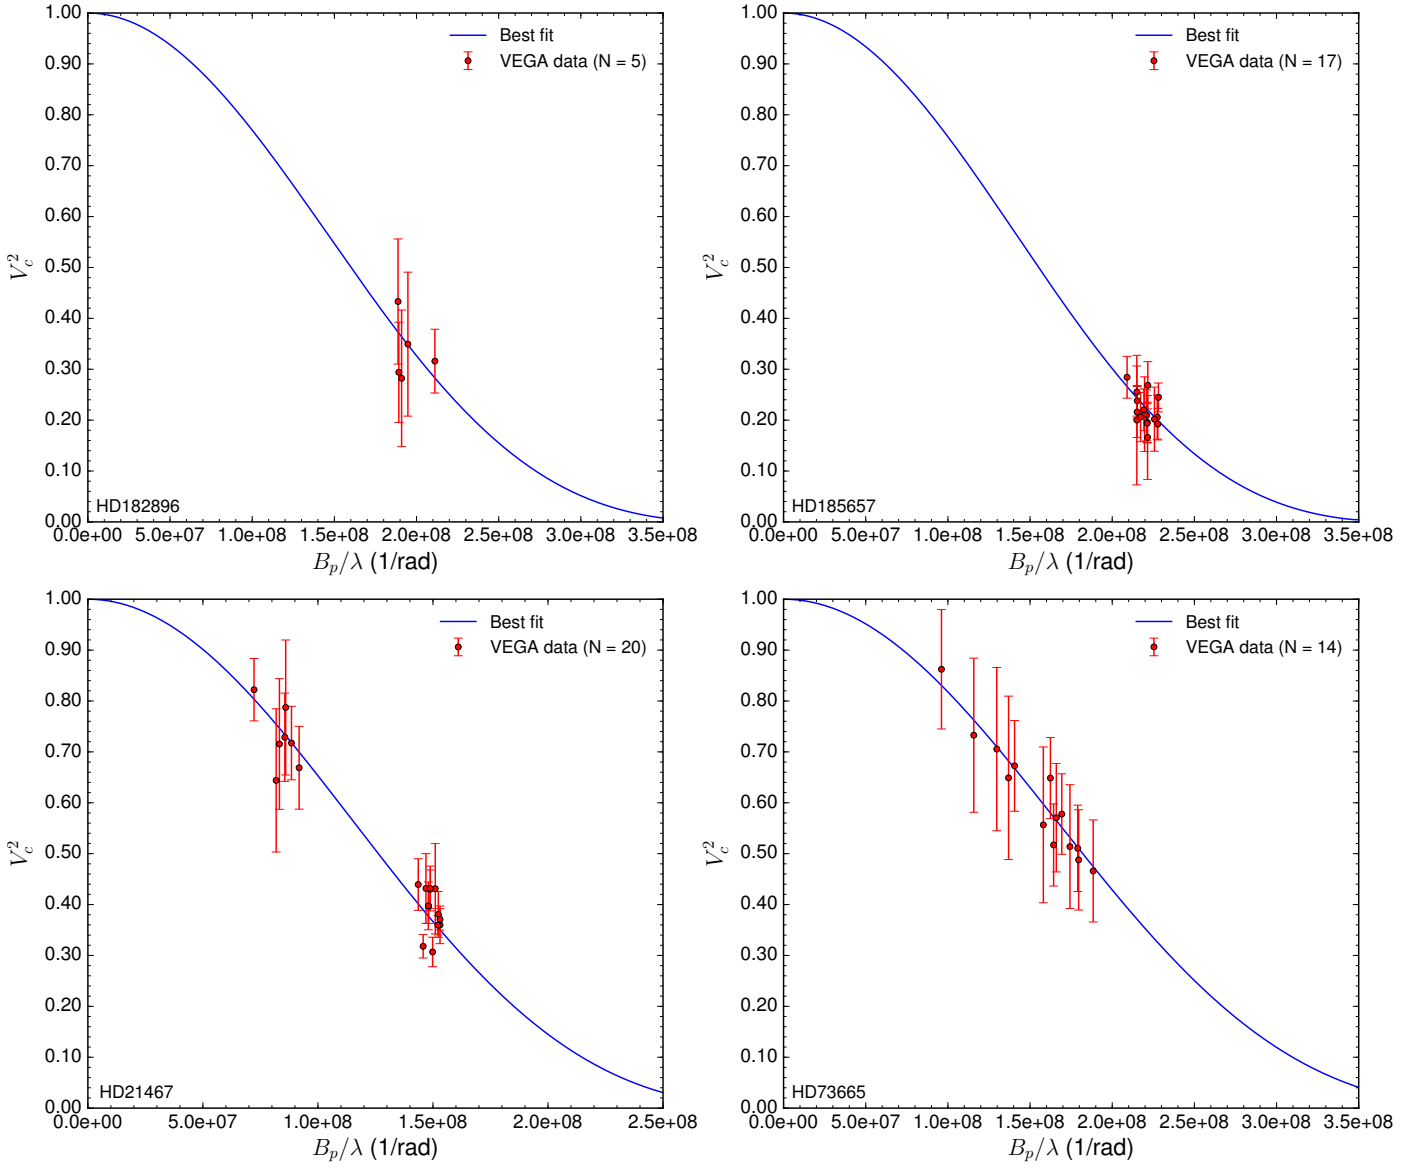 1.00
0.90
0.80
0.70
0.60
0.50
0.40
0.30
0.20
0.10
0.00
V_c^2
Best fit
VEGA data (N = 5)
HD182896
0.0e+00 5.0e+07 1.0e+08 1.5e+08 2.0e+08 2.5e+08 3.0e+08 3.5e+08
B_p/λ (1/rad)
1.00
0.90
0.80
0.70
0.60
0.50
0.40
0.30
0.20
0.10
0.00
V_c^2
Best fit
VEGA data (N = 17)
HD185657
0.0e+00 5.0e+07 1.0e+08 1.5e+08 2.0e+08 2.5e+08 3.0e+08 3.5e+08
B_p/λ (1/rad)
1.00
0.90
0.80
0.70
0.60
0.50
0.40
0.30
0.20
0.10
0.00
V_c^2
Best fit
VEGA data (N = 20)
HD21467
0.0e+00 5.0e+07 1.0e+08 1.5e+08 2.0e+08 2.5e+08
B_p/λ (1/rad)
1.00
0.90
0.80
0.70
0.60
0.50
0.40
0.30
0.20
0.10
0.00
V_c^2
Best fit
VEGA data (N = 14)
HD73665
0.0e+00 5.0e+07 1.0e+08 1.5e+08 2.0e+08 2.5e+08 3.0e+08 3.5e+08
B_p/λ (1/rad)